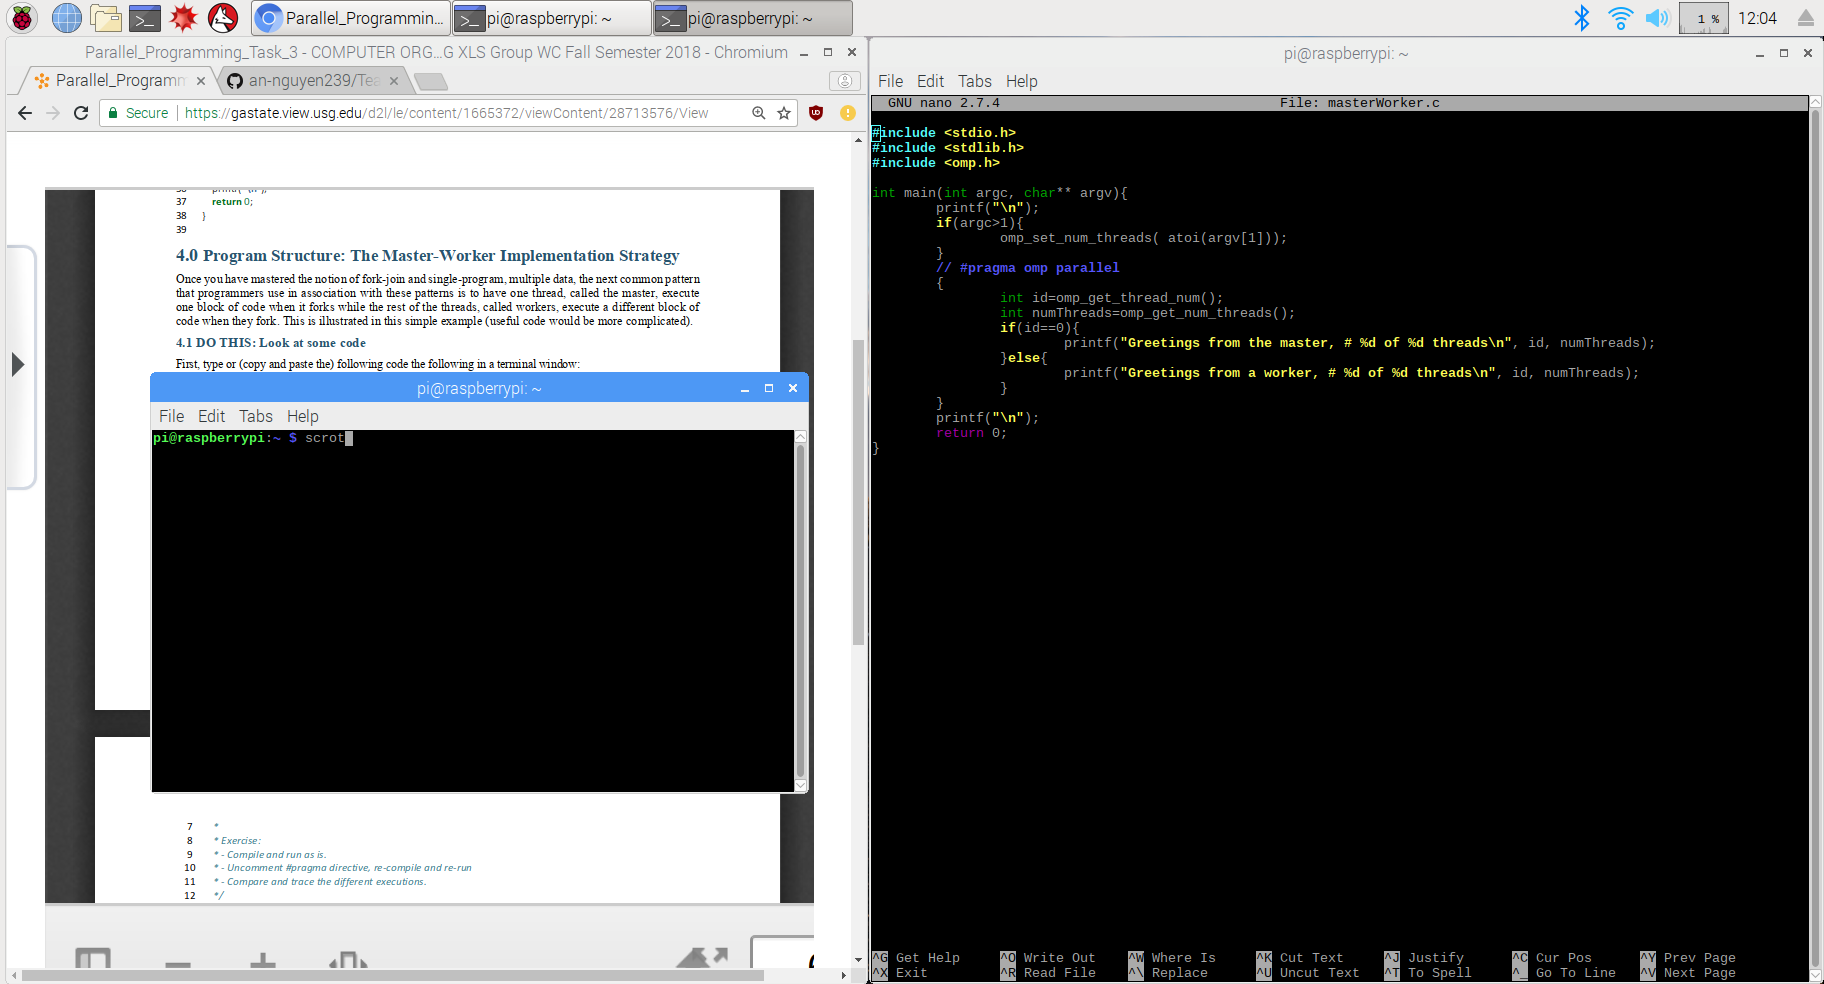 Parallel_Programmin...
pi@raspberrypi: ~
pi@raspberrypi: ~
1 %
12:04
Parallel_Programming_Task_3 - COMPUTER ORG...G XLS Group WC Fall Semester 2018 - Chromium
Parallel_Programm
an-nguyen239/Tea
Secure
https://gastate.view.usg.edu/d2l/le/content/1665372/viewContent/28713576/View
37 return 0;
38 }
39
4.0 Program Structure: The Master-Worker Implementation Strategy
Once you have mastered the notion of fork-join and single-program, multiple data, the next common pattern
that programmers use in association with these patterns is to have one thread, called the master, execute
one block of code when it forks while the rest of the threads, called workers, execute a different block of
code when they fork. This is illustrated in this simple example (useful code would be more complicated).
4.1 DO THIS: Look at some code
First, type or (copy and paste the) following code the following in a terminal window:
pi@raspberrypi: ~
File Edit Tabs Help
pi@raspberrypi:~ $ scrot
7 *
8 * Exercise:
9 * - Compile and run as is.
10 * - Uncomment #pragma directive, re-compile and re-run
11 * - Compare and trace the different executions.
12 */
pi@raspberrypi: ~
File Edit Tabs Help
GNU nano 2.7.4 File: masterWorker.c
#include <stdio.h>
#include <stdlib.h>
#include <omp.h>
int main(int argc, char** argv){
printf("\n");
if(argc>1){
omp_set_num_threads( atoi(argv[1]));
}
// #pragma omp parallel
{
int id=omp_get_thread_num();
int numThreads=omp_get_num_threads();
if(id==0){
printf("Greetings from the master, # %d of %d threads\n", id, numThreads);
}else{
printf("Greetings from a worker, # %d of %d threads\n", id, numThreads);
}
}
printf("\n");
return 0;
}
^G Get Help ^O Write Out ^W Where Is ^K Cut Text ^J Justify ^C Cur Pos ^Y Prev Page
^X Exit ^R Read File ^\ Replace ^U Uncut Text ^T To Spell ^_ Go To Line ^V Next Page